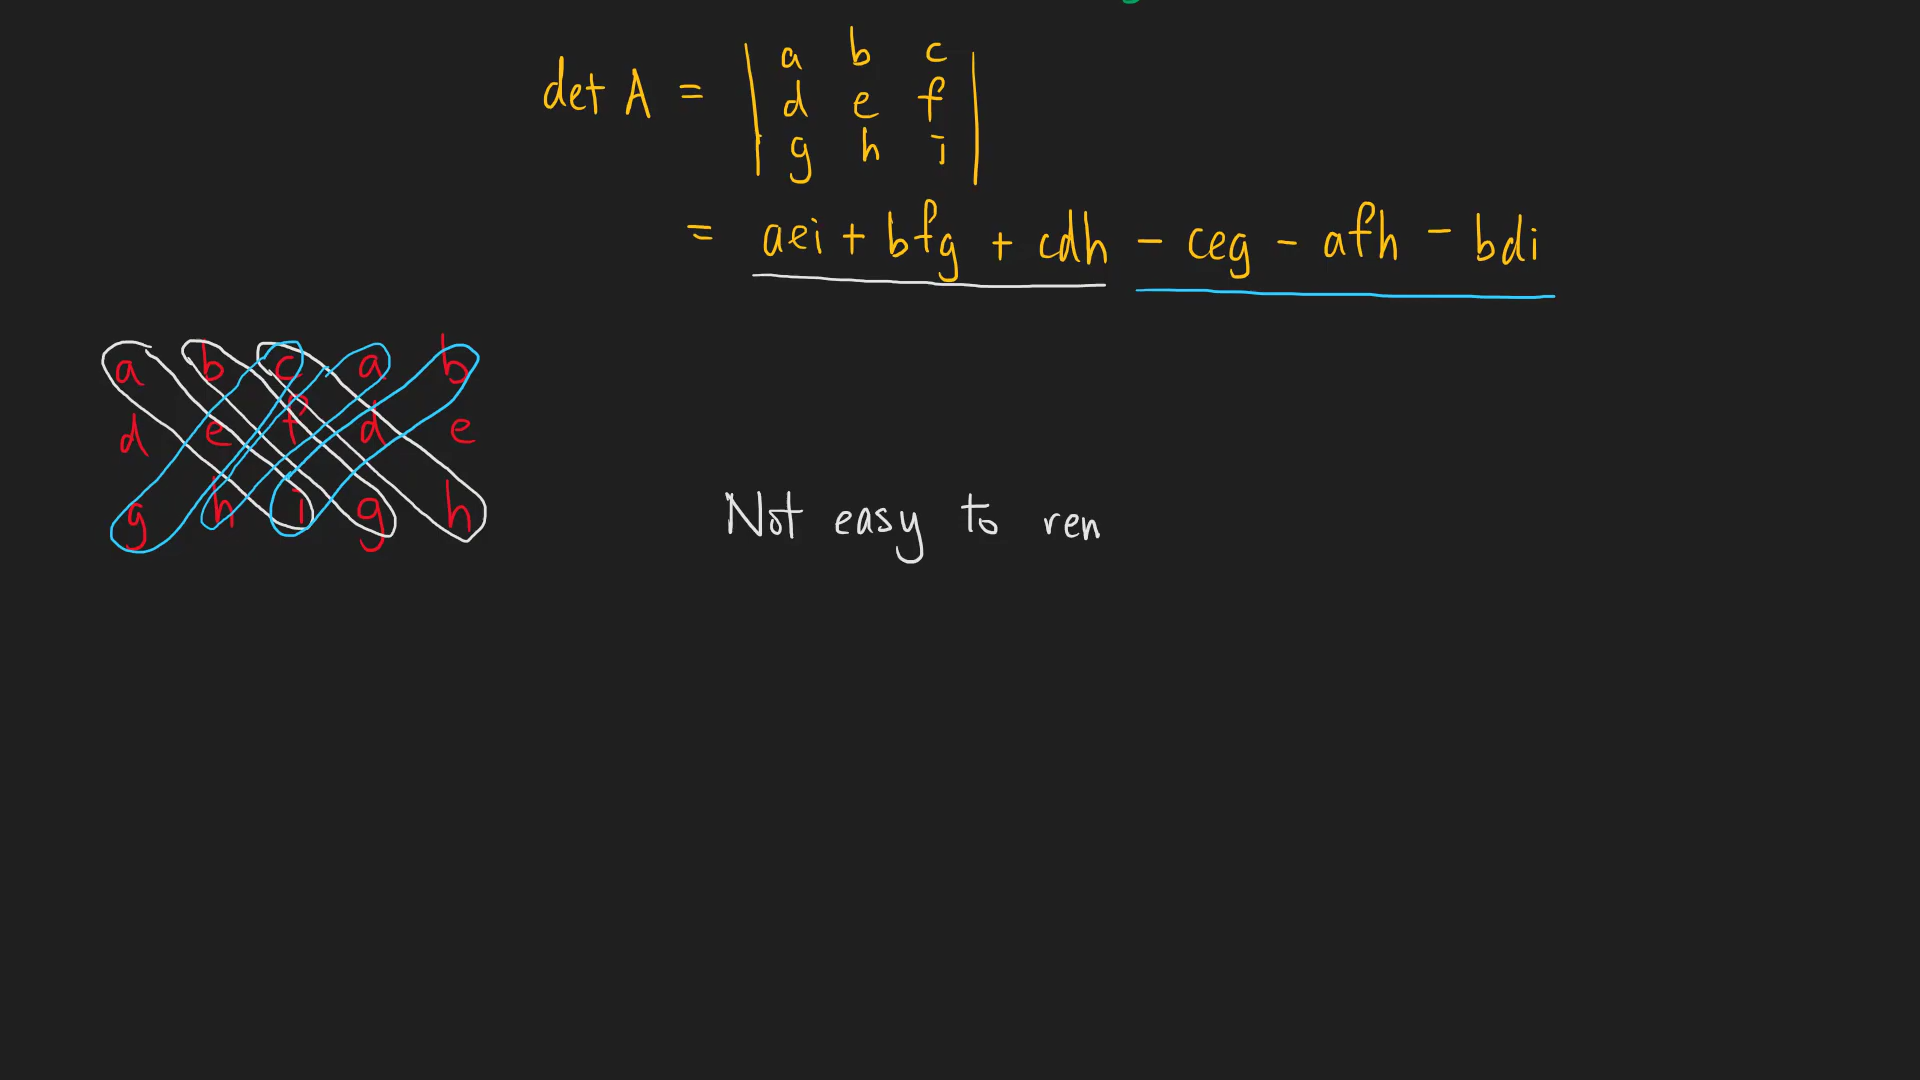 det A = | a b c |
| d e f |
| g h i |
= aei + bfg + cdh - ceg - afh - bdi
a b c a b
d e f d e
g h i g h
Not easy to ren